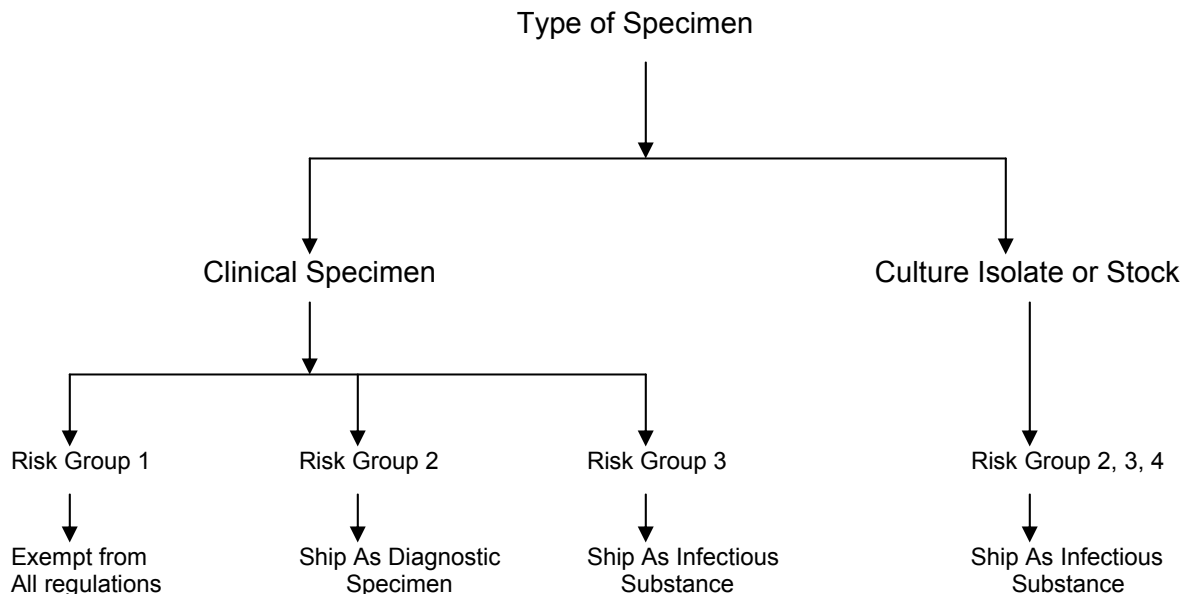 Type of Specimen
Clinical Specimen
Culture Isolate or Stock
Risk Group 1
Risk Group 2
Risk Group 3
Risk Group 2, 3, 4
Exempt from
All regulations
Ship As Diagnostic
Specimen
Ship As Infectious
Substance
Ship As Infectious
Substance